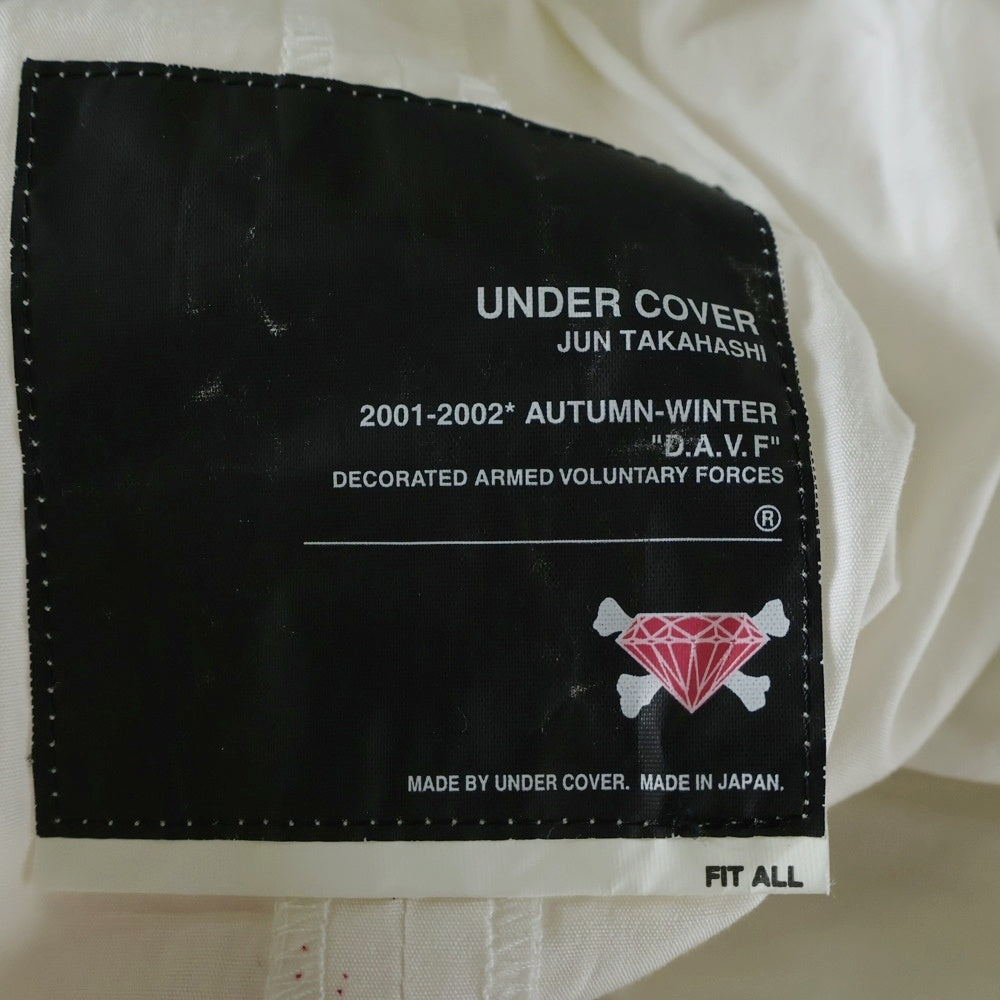 UNDER COVER
JUN TAKAHASHI
2001-2002* AUTUMN-WINTER
"D.A.V.F"
DECORATED ARMED VOLUNTARY FORCES
®
MADE BY UNDER COVER. MADE IN JAPAN.
FIT ALL